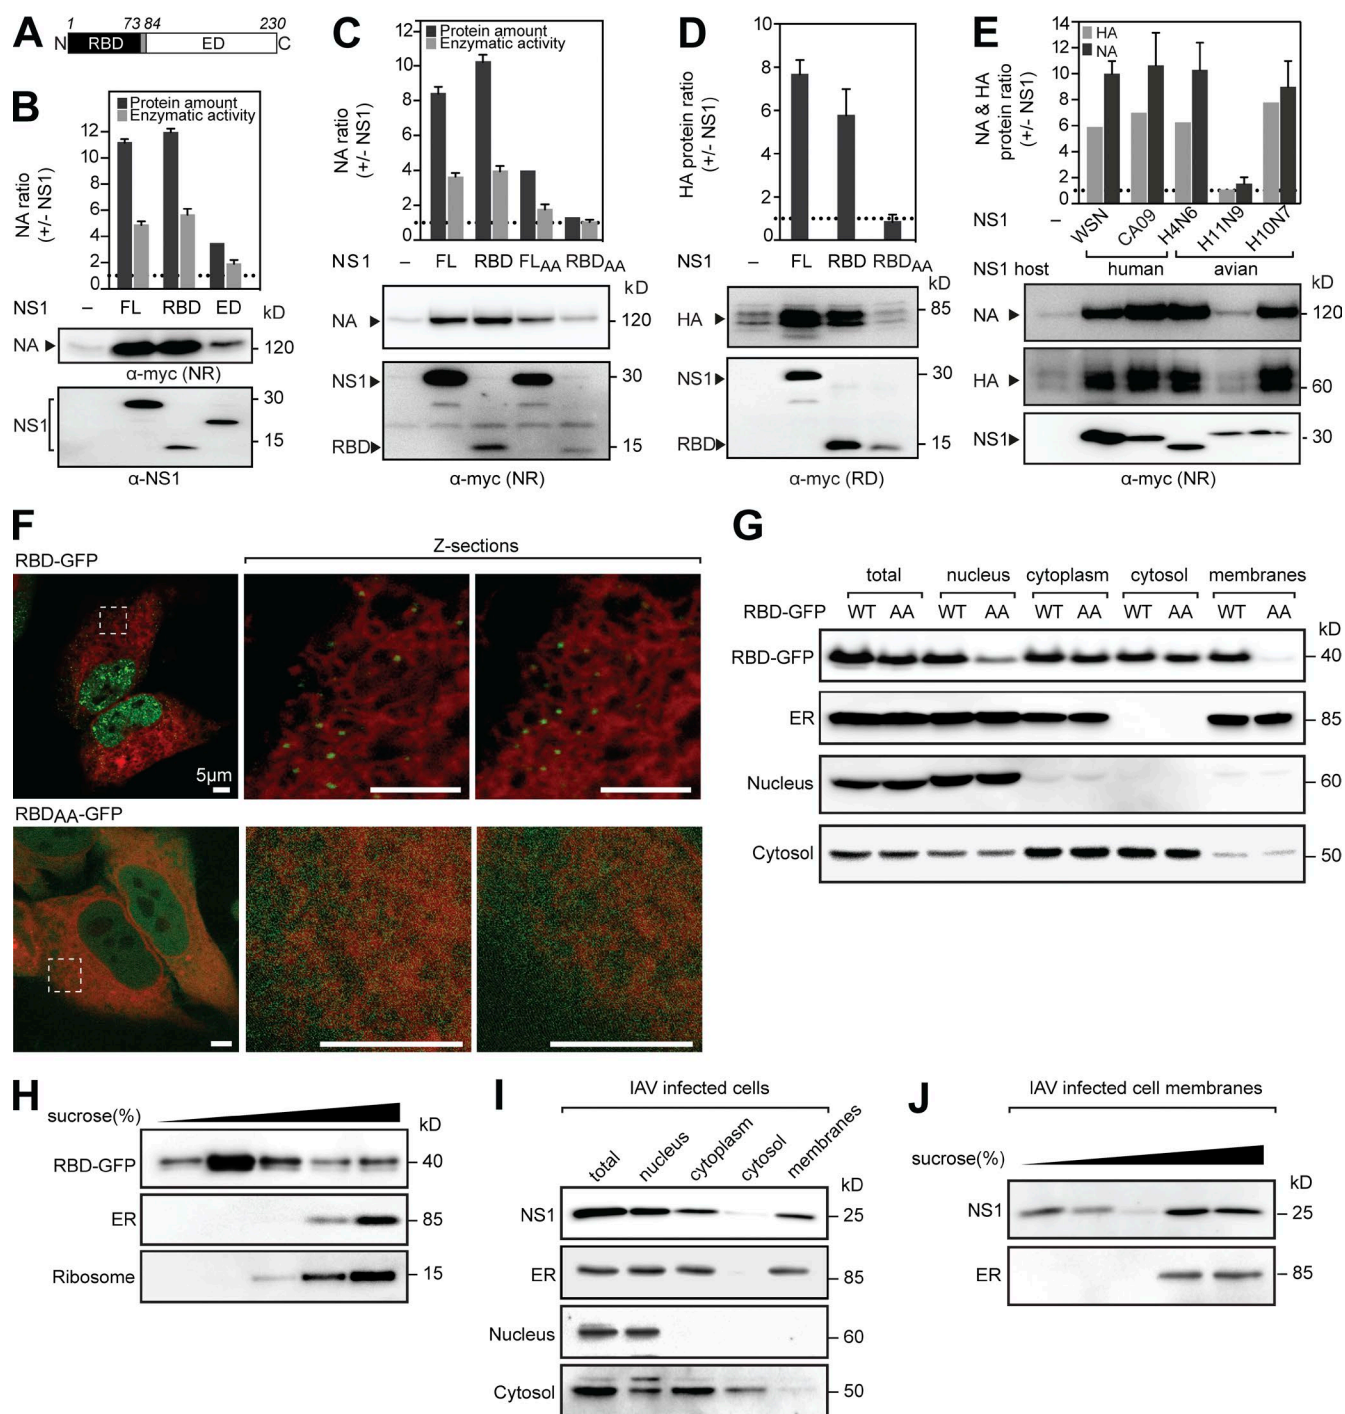 A
1 73 84 230
N RBD ED C
B
Protein amount
Enzymatic activity
NA ratio
(+/- NS1)
12
10
8
6
4
2
0
NS1 – FL RBD ED kD
NA 120
α-myc (NR)
NS1
30
15
α-NS1
C
Protein amount
Enzymatic activity
NA ratio
(+/- NS1)
12
10
8
6
4
2
0
NS1 – FL RBD FLAA RBDAA
kD
NA 120
NS1 30
RBD 15
α-myc (NR)
D
HA protein ratio
(+/- NS1)
10
8
6
4
2
0
NS1 – FL RBD RBDAA
kD
HA 85
NS1 30
RBD 15
α-myc (RD)
E
HA
NA
NA & HA
protein ratio
(+/- NS1)
14
12
10
8
6
4
2
0
NS1 – WSN CA09 H4N6 H11N9 H10N7
NS1 host human avian
kD
NA 120
HA 60
NS1 30
α-myc (NR)
F
RBD-GFP
Z-sections
5μm
RBDAA-GFP
G
total nucleus cytoplasm cytosol membranes
RBD-GFP WT AA WT AA WT AA WT AA WT AA
kD
RBD-GFP 40
ER 85
Nucleus 60
Cytosol 50
H
sucrose(%)
kD
RBD-GFP 40
ER 85
Ribosome 15
I
IAV infected cells
total nucleus cytoplasm cytosol membranes
kD
NS1 25
ER 85
Nucleus 60
Cytosol 50
J
IAV infected cell membranes
sucrose(%)
kD
NS1 25
ER 85